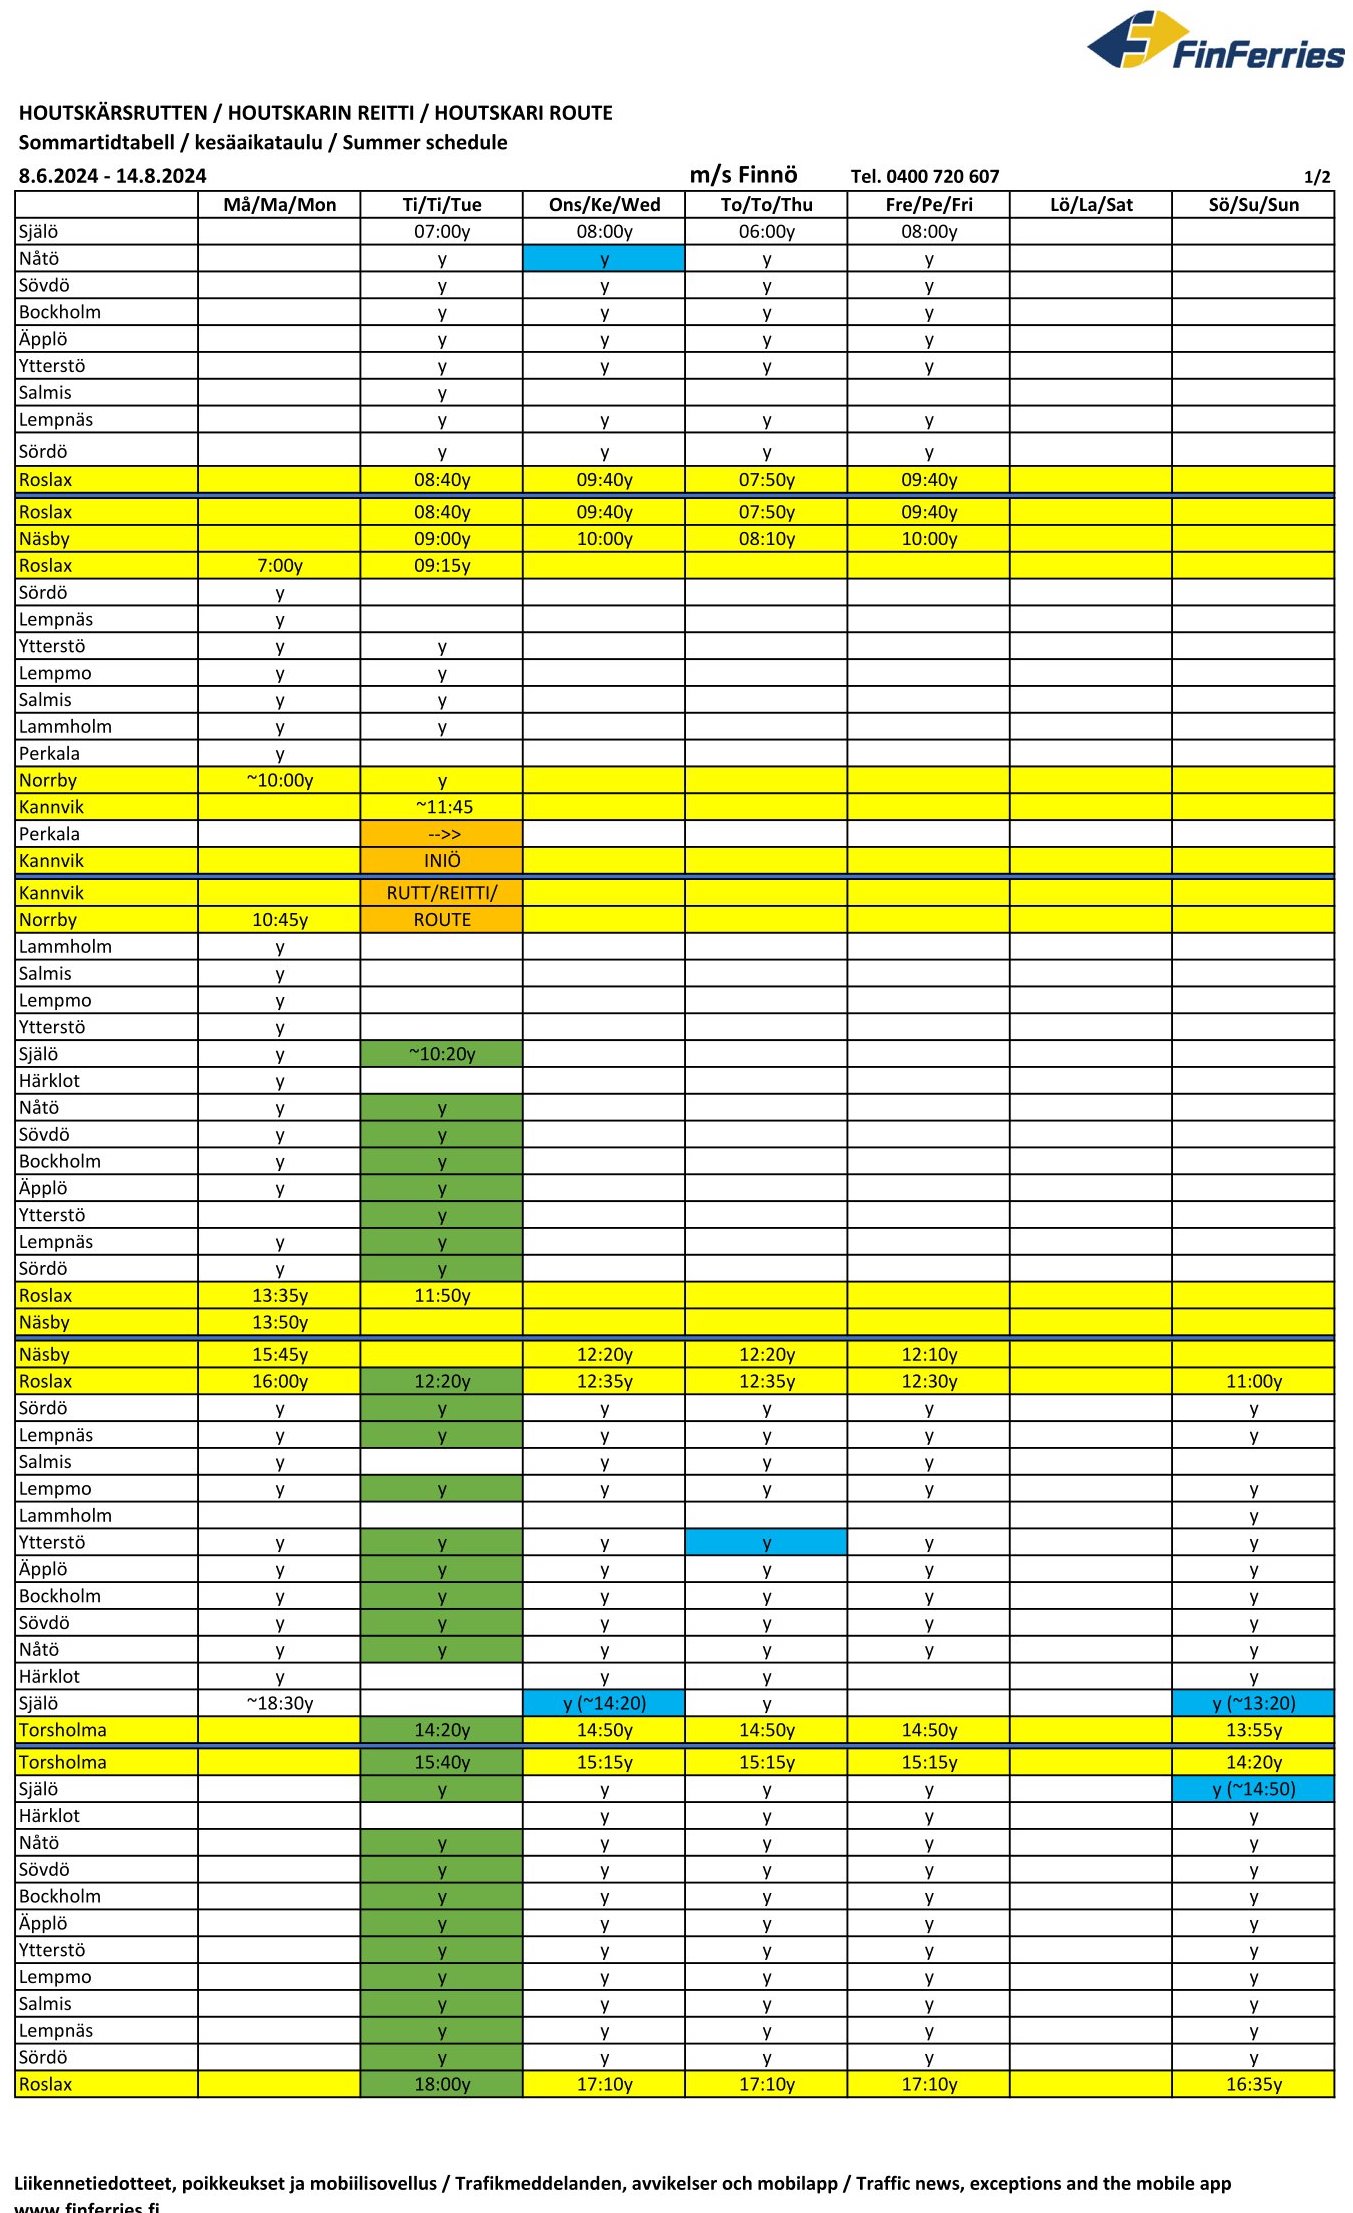 FinFerries
HOUTSKÄRSRUTTEN / HOUTSKARIN REITTI / HOUTSKARI ROUTE
Sommartidtabell / kesäaikataulu / Summer schedule
8.6.2024 - 14.8.2024 m/s Finnö Tel. 0400 720 607 1/2
Må/Ma/Mon Ti/Ti/Tue Ons/Ke/Wed To/To/Thu Fre/Pe/Fri Lö/La/Sat Sö/Su/Sun
Själö 07:00y 08:00y 06:00y 08:00y
Nåtö y y y y
Sövdö y y y y
Bockholm y y y y
Äpplö y y y y
Ytterstö y y y y
Salmis y
Lempnäs y y y y
Sördö y y y y
Roslax 08:40y 09:40y 07:50y 09:40y
Roslax 08:40y 09:40y 07:50y 09:40y
Näsby 09:00y 10:00y 08:10y 10:00y
Roslax 7:00y 09:15y
Sördö y
Lempnäs y
Ytterstö y y
Lempmo y y
Salmis y y
Lammholm y y
Perkala y
Norrby ~10:00y y
Kannvik ~11:45
Perkala -->>
Kannvik INIÖ
Kannvik RUTT/REITTI/
Norrby 10:45y ROUTE
Lammholm y
Salmis y
Lempmo y
Ytterstö y
Själö y ~10:20y
Härklot y
Nåtö y y
Sövdö y y
Bockholm y y
Äpplö y y
Ytterstö y
Lempnäs y y
Sördö y y
Roslax 13:35y 11:50y
Näsby 13:50y
Näsby 15:45y 12:20y 12:20y 12:10y
Roslax 16:00y 12:20y 12:35y 12:35y 12:30y 11:00y
Sördö y y y y y y
Lempnäs y y y y y y
Salmis y y y y
Lempmo y y y y y y
Lammholm y
Ytterstö y y y y y y
Äpplö y y y y y y
Bockholm y y y y y y
Sövdö y y y y y y
Nåtö y y y y y y
Härklot y y y y
Själö ~18:30y y (~14:20) y y (~13:20)
Torsholma 14:20y 14:50y 14:50y 14:50y 13:55y
Torsholma 15:40y 15:15y 15:15y 15:15y 14:20y
Själö y y y y y (~14:50)
Härklot y y y y
Nåtö y y y y y
Sövdö y y y y y
Bockholm y y y y y
Äpplö y y y y y
Ytterstö y y y y y
Lempmo y y y y y
Salmis y y y y y
Lempnäs y y y y y
Sördö y y y y y
Roslax 18:00y 17:10y 17:10y 17:10y 16:35y
Liikennetiedotteet, poikkeukset ja mobiilisovellus / Trafikmeddelanden, avvikelser och mobilapp / Traffic news, exceptions and the mobile app
www.finferries.fi